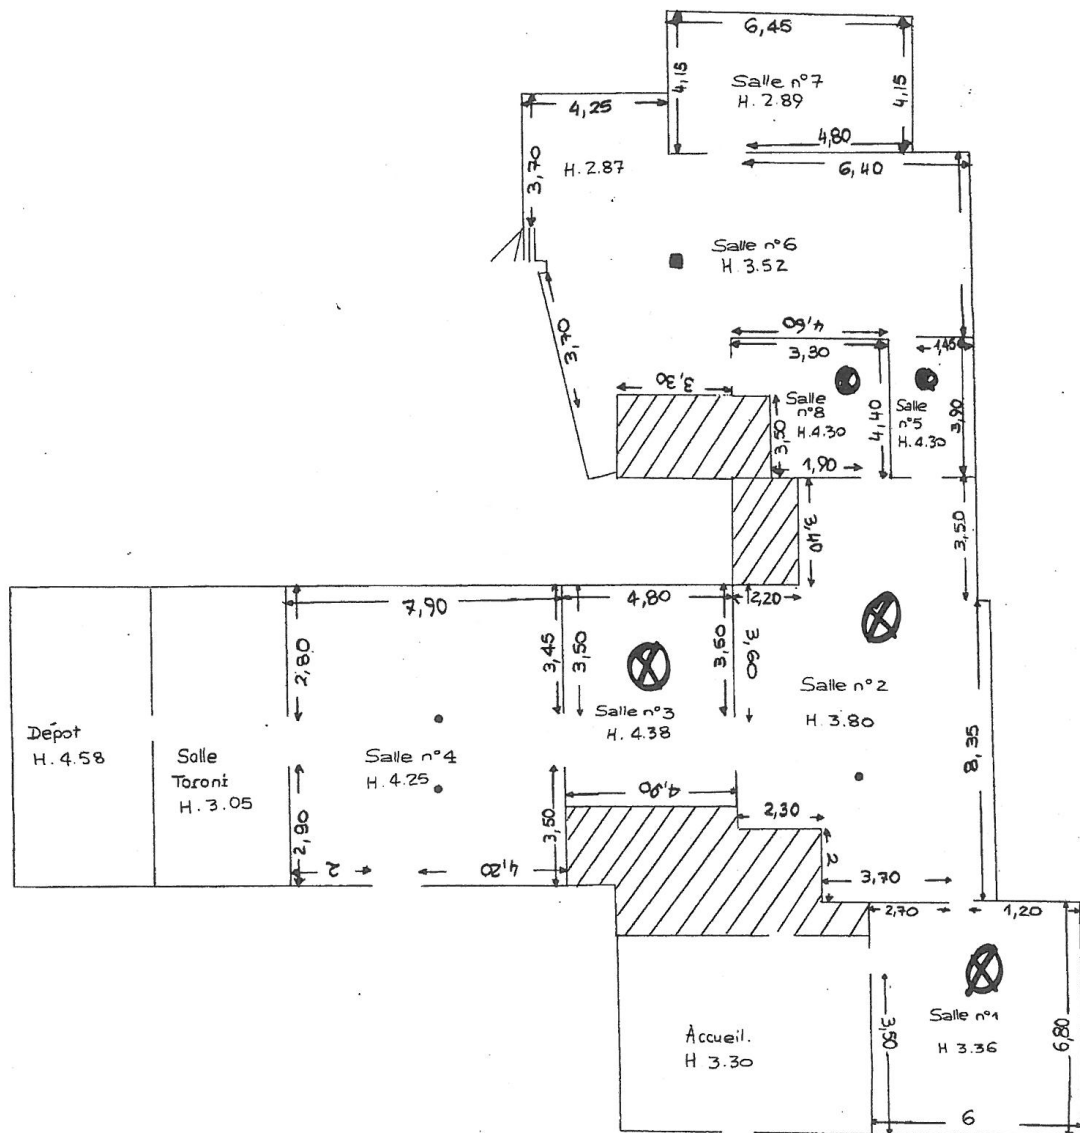 6,45
4,15
Salle n°7
H. 2.89
4,15
4,25
4,80
6,40
3,70
H. 2.87
Salle n°6
H. 3.52
3,70
4,60
3,30
1,45
3,30
Salle
n°8
H. 4.30
4,40
Salle
n°5
H. 4.30
3,90
3,50
1,90
3,40
3,50
7,90
4,80
2,20
2,80
3,45
3,50
3,50
3,60
Salle n°2
H. 3.80
Salle n°3
H. 4.38
Dépot
H. 4.58
Salle
Toroni
H. 3.05
Salle n°4
H. 4.25
8,35
4,90
2,30
2,90
3,50
2
2
4,20
3,70
2,70
1,20
Salle n°1
H 3.36
Accueil.
H 3.30
3,50
6,80
6